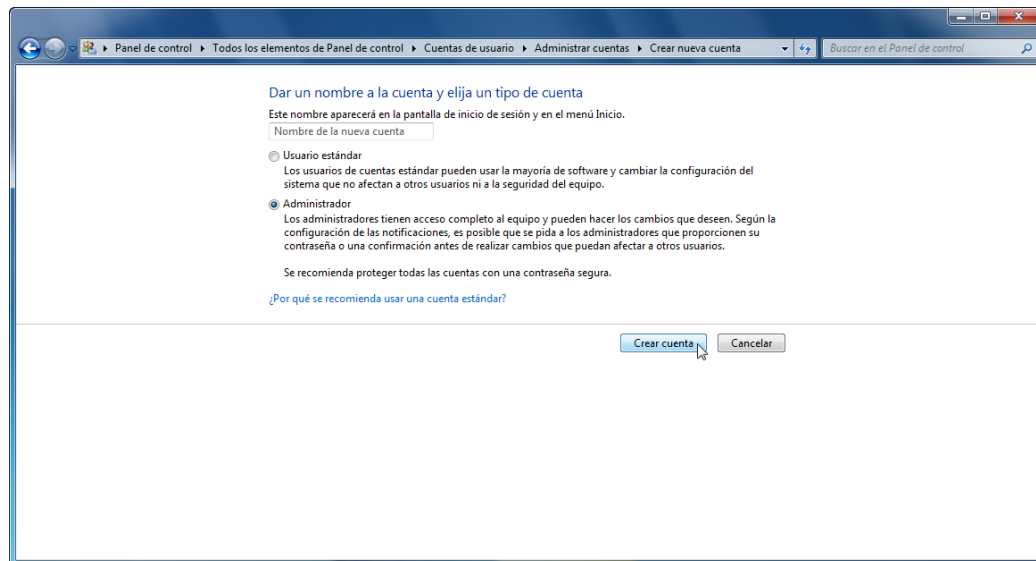 Panel de control Todos los elementos de Panel de control Cuentas de usuario Administrar cuentas Crear nueva cuenta Buscar en el Panel de control
Dar un nombre a la cuenta y elija un tipo de cuenta
Este nombre aparecerá en la pantalla de inicio de sesión y en el menú Inicio.
Nombre de la nueva cuenta
Usuario estándar
Los usuarios de cuentas estándar pueden usar la mayoría de software y cambiar la configuración del
sistema que no afectan a otros usuarios ni a la seguridad del equipo.
Administrador
Los administradores tienen acceso completo al equipo y pueden hacer los cambios que deseen. Según la
configuración de las notificaciones, es posible que se pida a los administradores que proporcionen su
contraseña o una confirmación antes de realizar cambios que puedan afectar a otros usuarios.
Se recomienda proteger todas las cuentas con una contraseña segura.
¿Por qué se recomienda usar una cuenta estándar?
Crear cuenta Cancelar